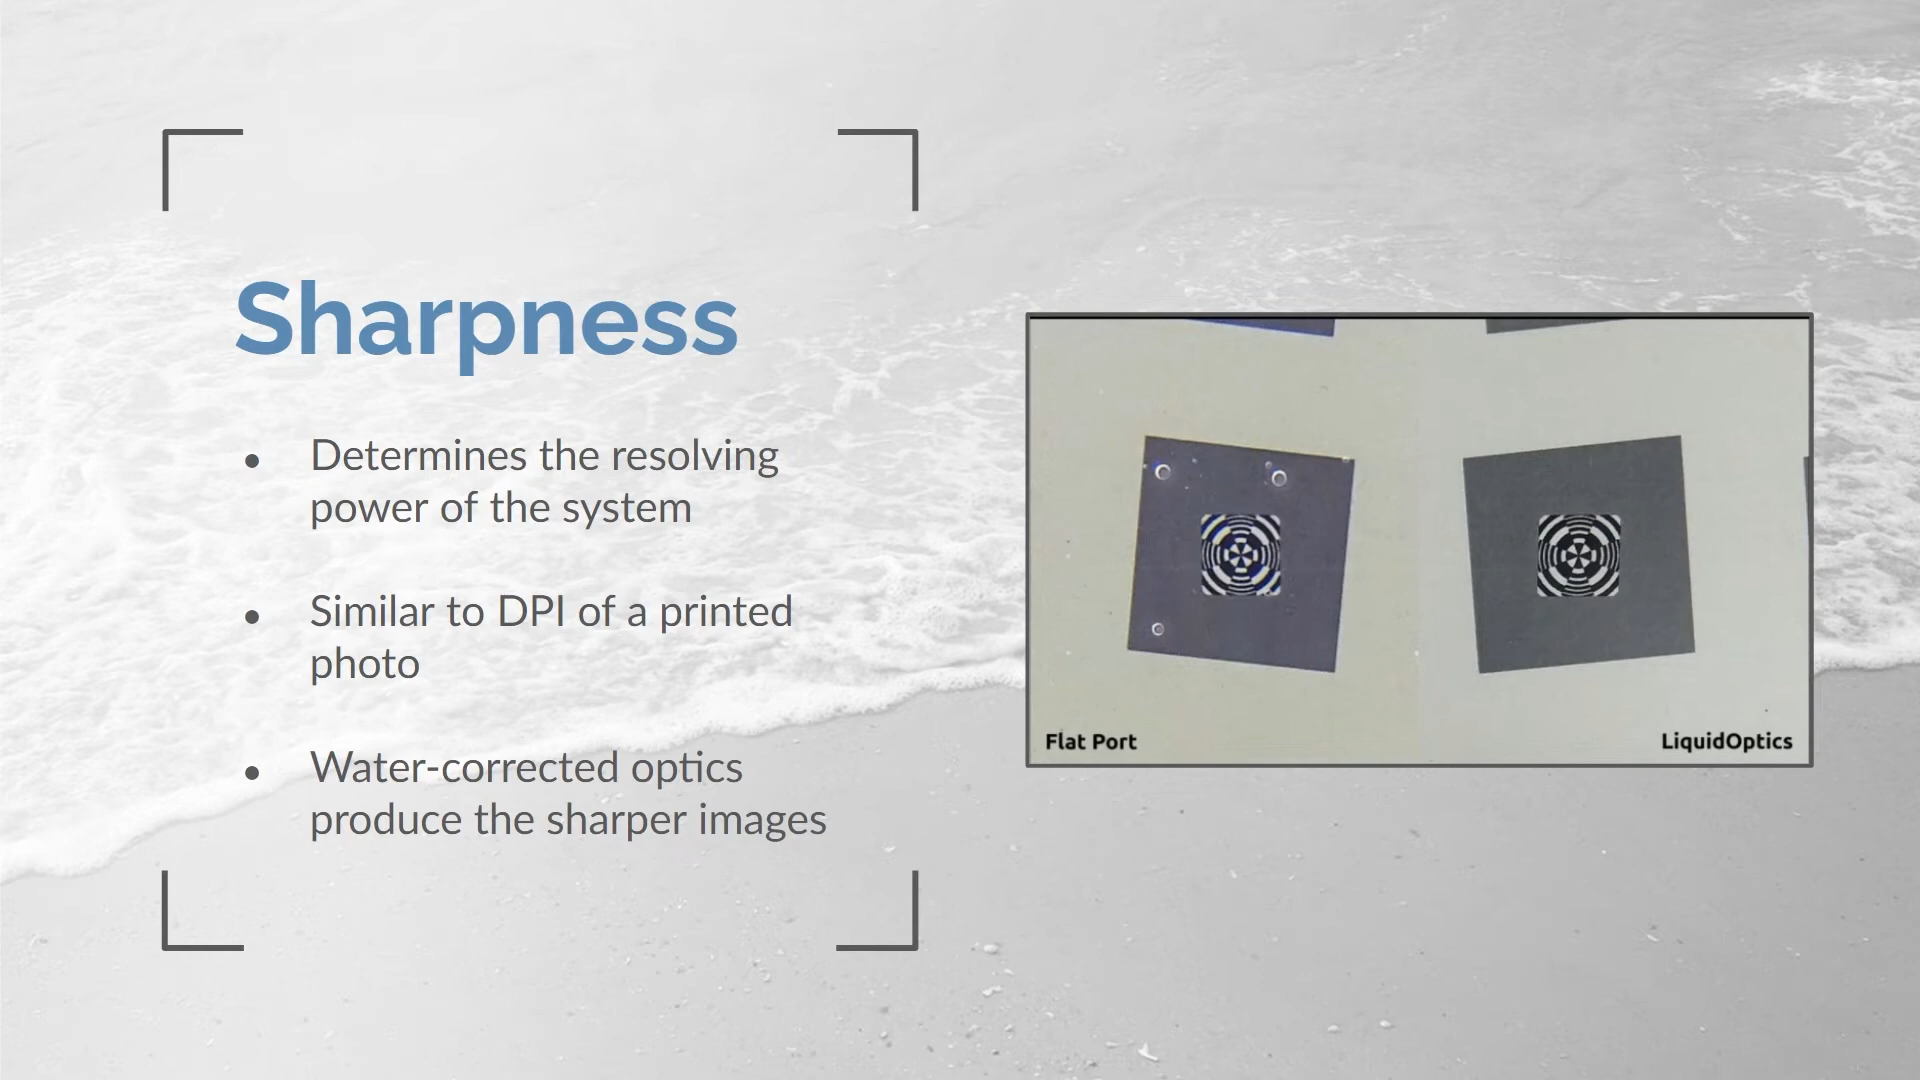 Sharpness
● Determines the resolving
power of the system
● Similar to DPI of a printed
photo
● Water-corrected optics
produce the sharper images
Flat Port
LiquidOptics